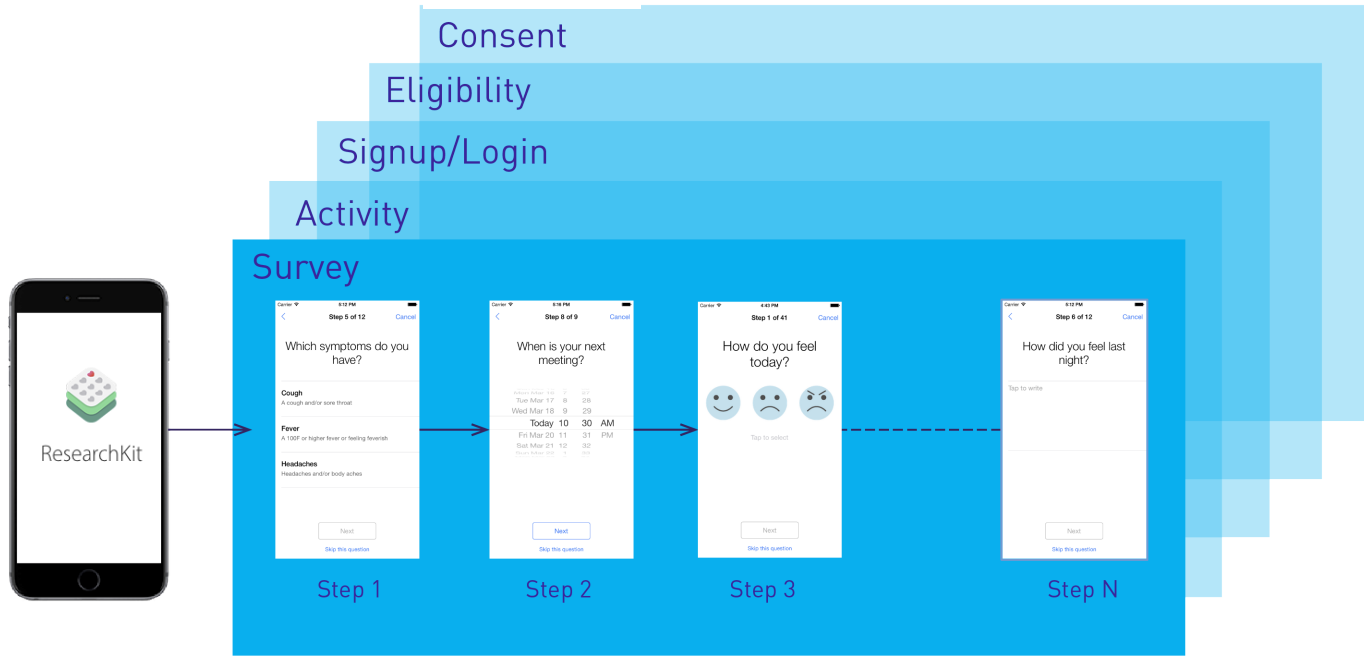 Consent
Eligibility
Signup/Login
Activity
Survey
ResearchKit
Carrier 5:12 PM
Step 5 of 12 Cancel
Which symptoms do you
have?
Cough
A cough and/or sore throat
Fever
A 100F or higher fever or feeling feverish
Headaches
Headaches and/or body aches
Next
Skip this question
Step 1
Carrier 5:16 PM
Step 8 of 9 Cancel
When is your next
meeting?
Tue Mar 17 8 28
Wed Mar 18 9 29
Today 10 30 AM
Fri Mar 20 11 31 PM
Sat Mar 21 12 32
Next
Skip this question
Step 2
Carrier 4:43 PM
Step 1 of 41 Cancel
How do you feel
today?
Tap to select
Next
Skip this question
Step 3
Carrier 5:12 PM
Step 6 of 12 Cancel
How did you feel last
night?
Tap to write
Next
Skip this question
Step N